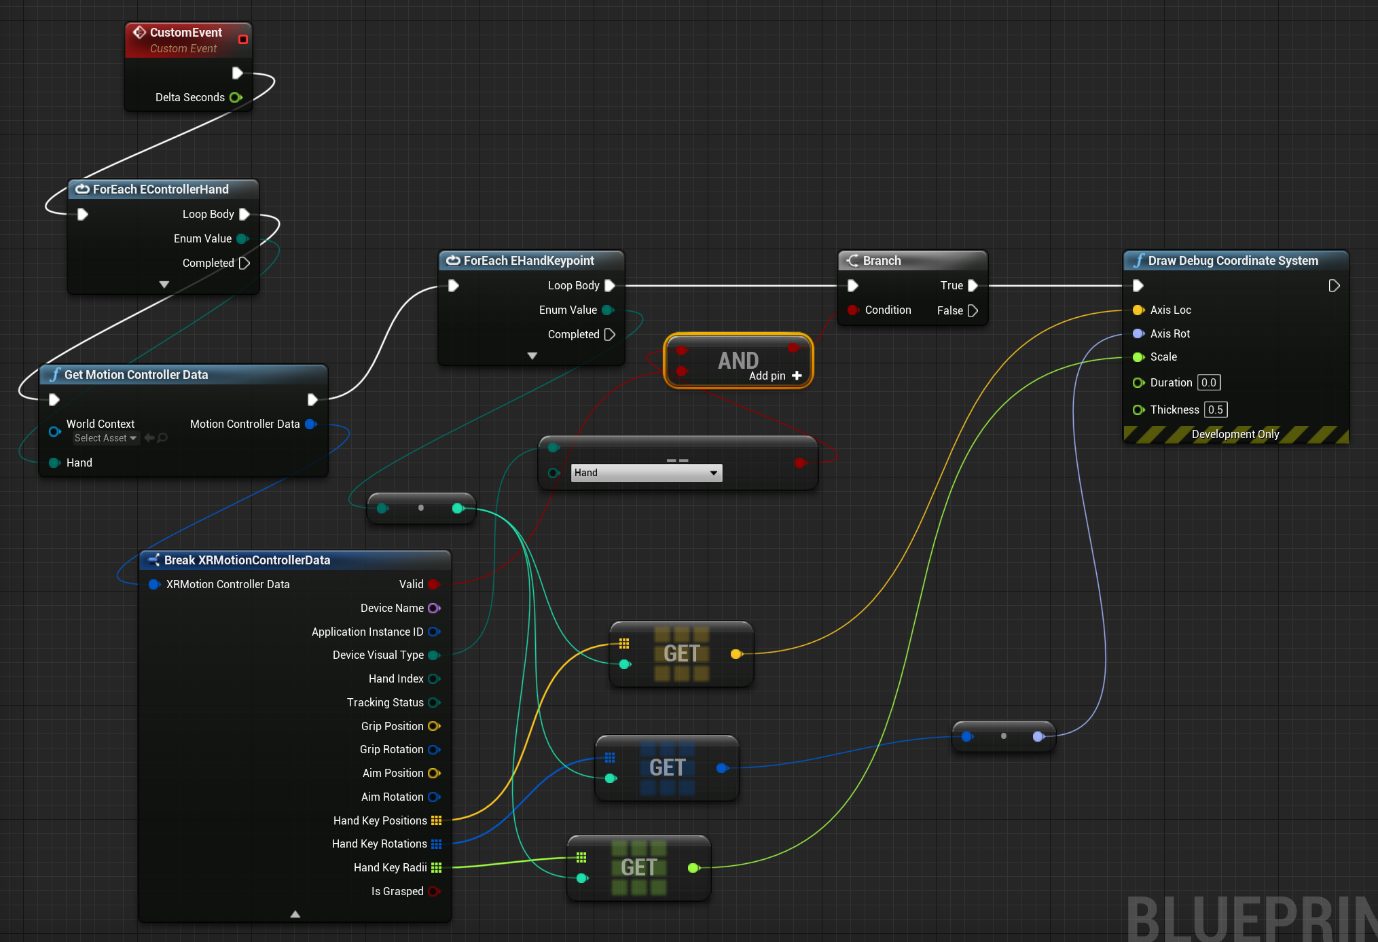 CustomEvent
Custom Event
Delta Seconds
ForEach EControllerHand
Loop Body
Enum Value
Completed
Get Motion Controller Data
World Context
Select Asset
Motion Controller Data
Hand
ForEach EHandKeypoint
Loop Body
Enum Value
Completed
AND
Add pin
==
Hand
Branch
True
Condition
False
Draw Debug Coordinate System
Axis Loc
Axis Rot
Scale
Duration 0.0
Thickness 0.5
Development Only
Break XRMotionControllerData
XRMotion Controller Data
Valid
Device Name
Application Instance ID
Device Visual Type
Hand Index
Tracking Status
Grip Position
Grip Rotation
Aim Position
Aim Rotation
Hand Key Positions
Hand Key Rotations
Hand Key Radii
Is Grasped
GET
GET
GET
BLUEPRIN